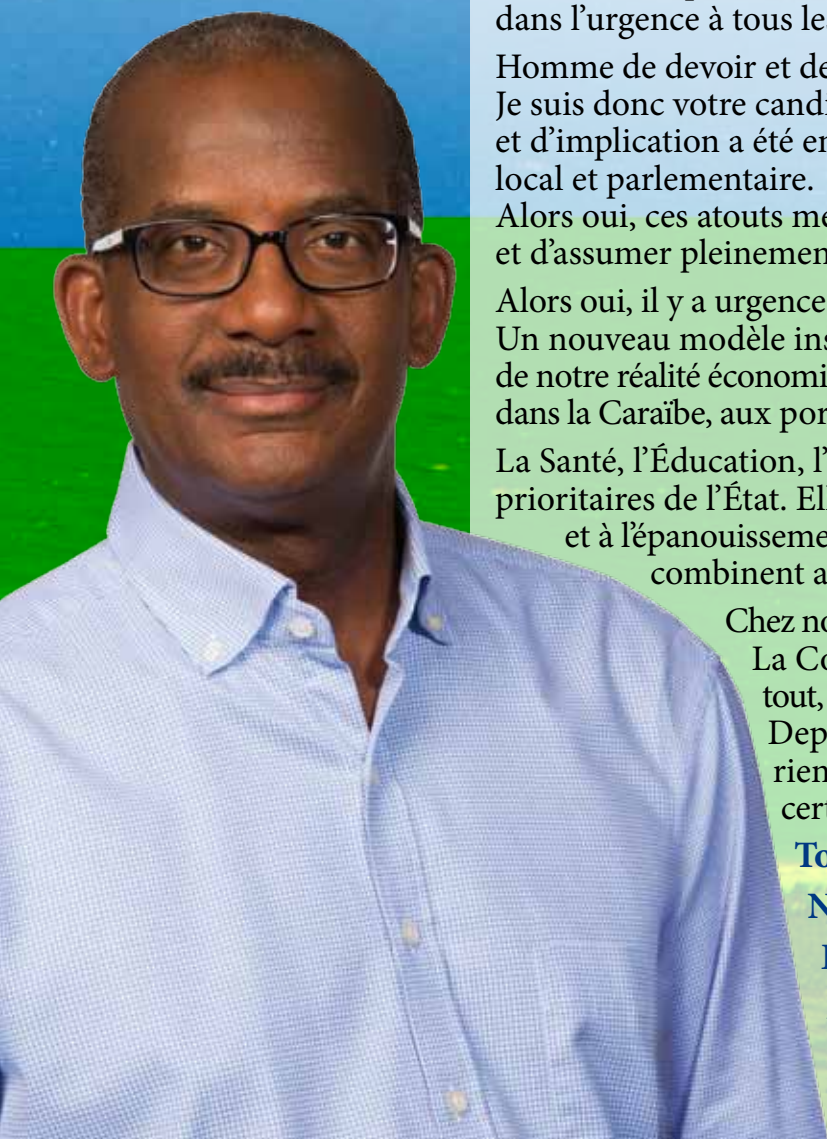 dans l’urgence à tous les
Homme de devoir et de
Je suis donc votre candi
et d’implication a été en
local et parlementaire.
Alors oui, ces atouts me
et d’assumer pleinemen
Alors oui, il y a urgence
Un nouveau modèle ins
de notre réalité économi
dans la Caraïbe, aux por
La Santé, l’Éducation, l’
prioritaires de l’État. Ell
et à l’épanouisseme
combinent a
Chez no
La Co
tout,
Dep
rien
cert
To
N